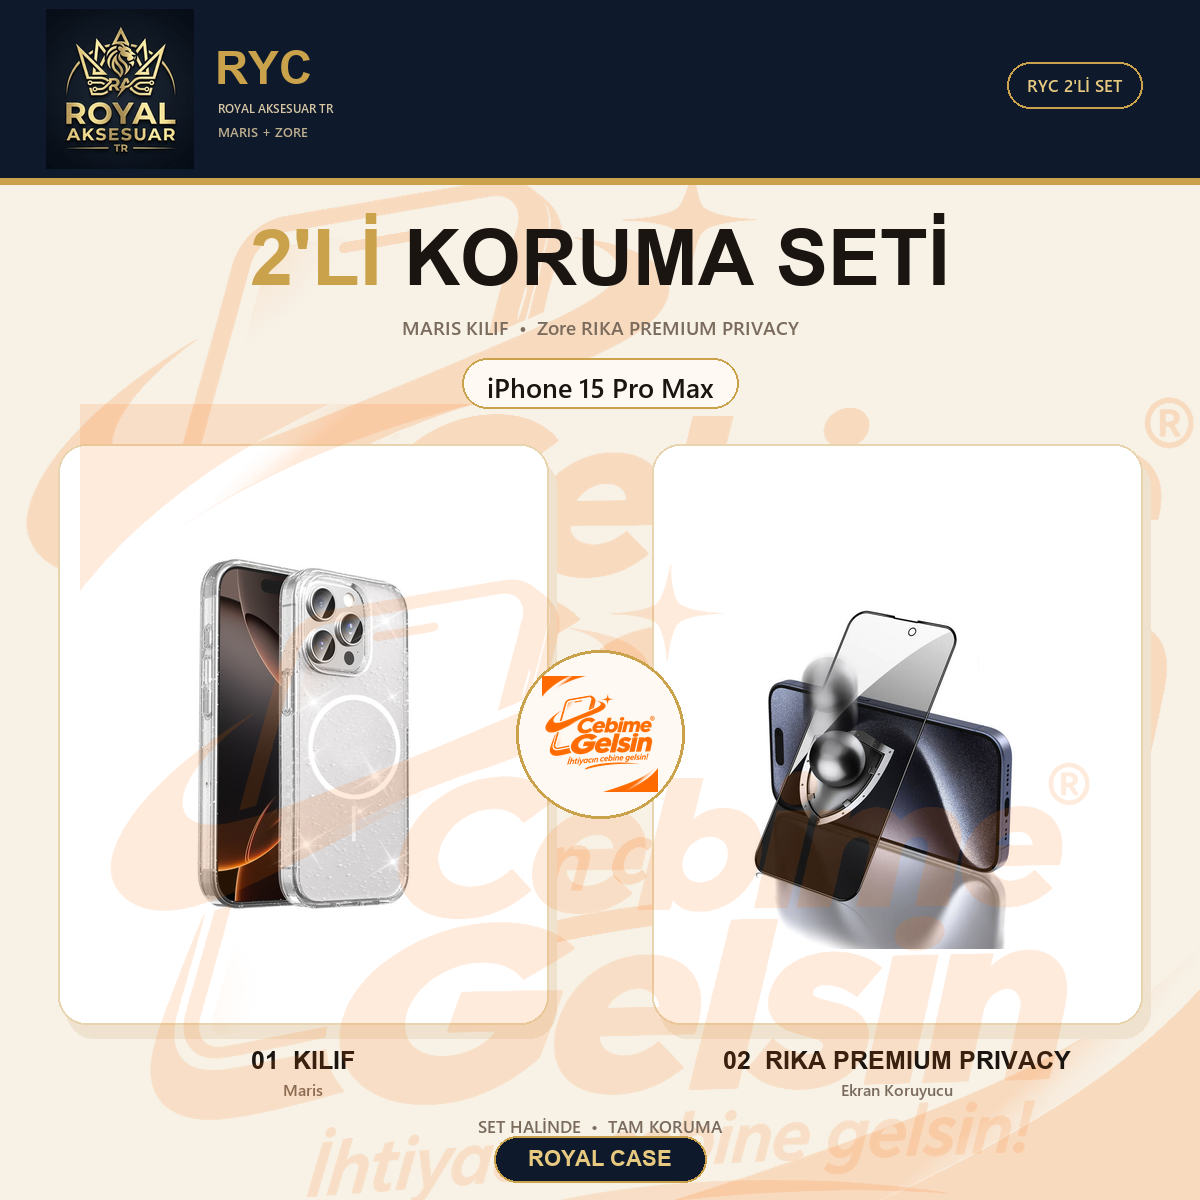 ROYAL
AKSESUAR
TR
RYC
ROYAL AKSESUAR TR
MARIS + ZORE
RYC 2'Lİ SET
2'Lİ KORUMA SETİ
MARIS KILIF • Zore RIKA PREMIUM PRIVACY
iPhone 15 Pro Max
Cebime®
Gelsin
İhtiyacın cebine gelsin!
Cebime®
Gelsin
01 KILIF
Maris
02 RIKA PREMIUM PRIVACY
Ekran Koruyucu
SET HALİNDE • TAM KORUMA
ROYAL CASE